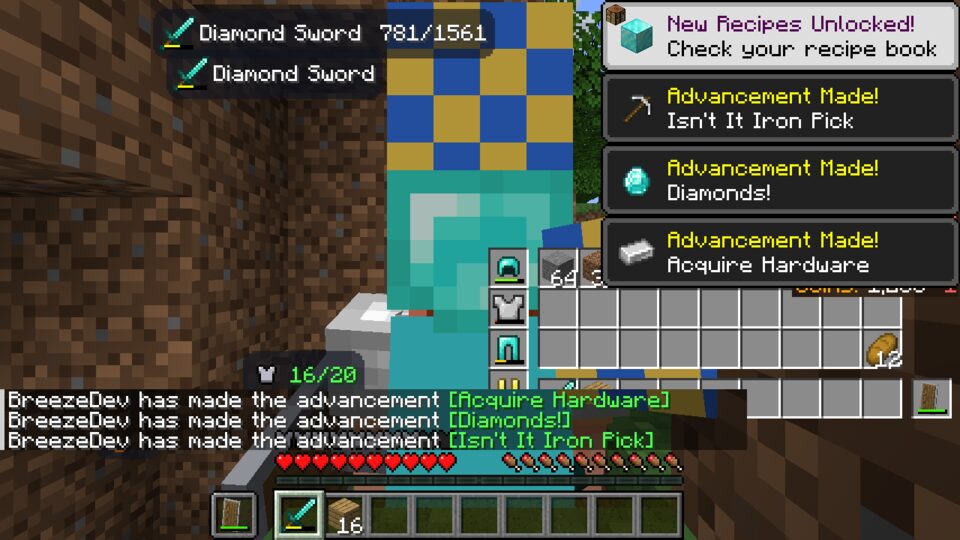 Diamond Sword 781/1561
Diamond Sword
New Recipes Unlocked!
Check your recipe book
Advancement Made!
Isn't It Iron Pick
Advancement Made!
Diamonds!
Advancement Made!
Acquire Hardware
64
12
16/20
BreezeDev has made the advancement [Acquire Hardware]
BreezeDev has made the advancement [Diamonds!]
BreezeDev has made the advancement [Isn't It Iron Pick]
16